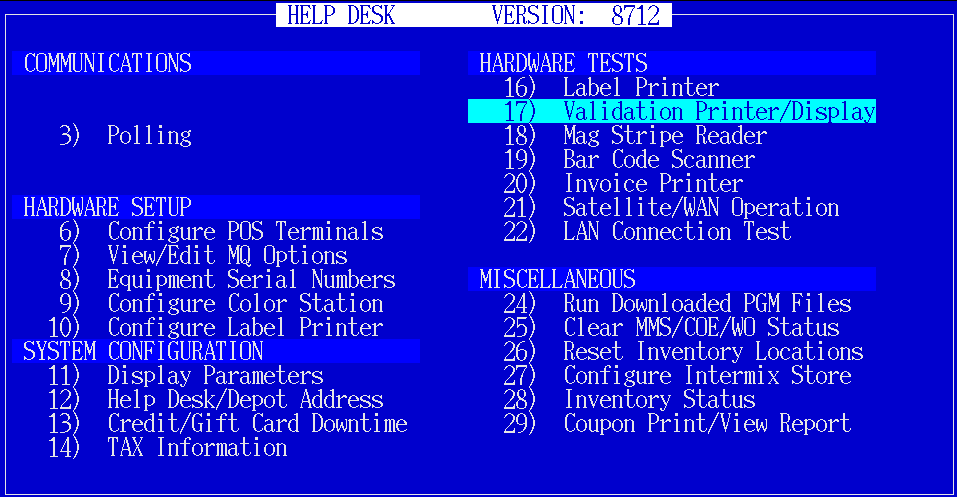 HELP DESK VERSION: 8712
COMMUNICATIONS
3) Polling
HARDWARE SETUP
6) Configure POS Terminals
7) View/Edit MQ Options
8) Equipment Serial Numbers
9) Configure Color Station
10) Configure Label Printer
SYSTEM CONFIGURATION
11) Display Parameters
12) Help Desk/Depot Address
13) Credit/Gift Card Downtime
14) TAX Information
HARDWARE TESTS
16) Label Printer
17) Validation Printer/Display
18) Mag Stripe Reader
19) Bar Code Scanner
20) Invoice Printer
21) Satellite/WAN Operation
22) LAN Connection Test
MISCELLANEOUS
24) Run Downloaded PGM Files
25) Clear MMS/COE/WO Status
26) Reset Inventory Locations
27) Configure Intermix Store
28) Inventory Status
29) Coupon Print/View Report